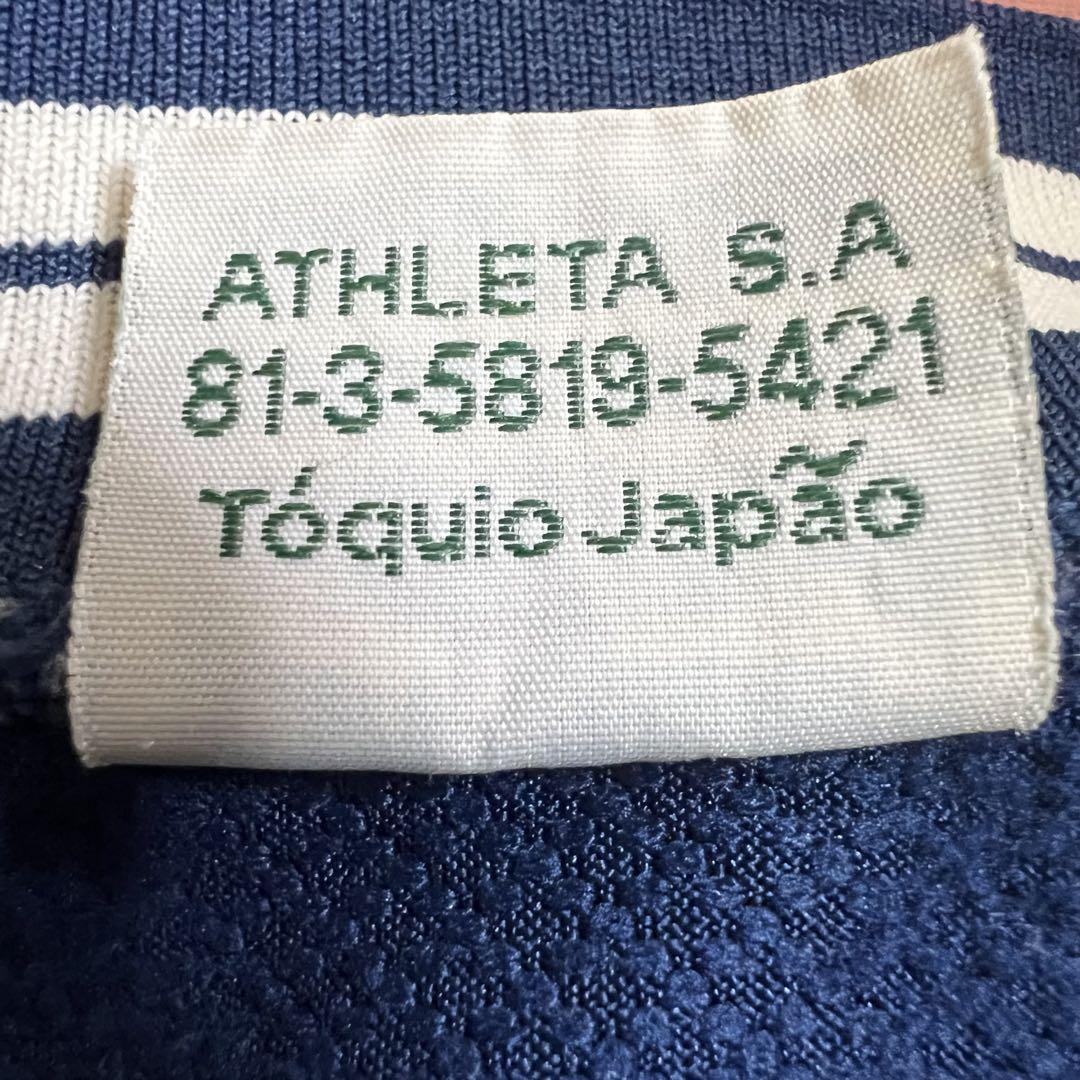 ATHLETA S.A
81-3-5819-5421
Tóquio Japão